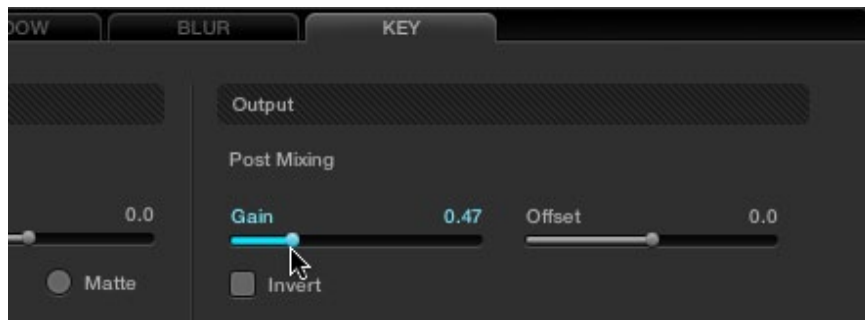 DOW BLUR KEY
Output
Post Mixing
0.0 Gain 0.47 Offset 0.0
Matte Invert